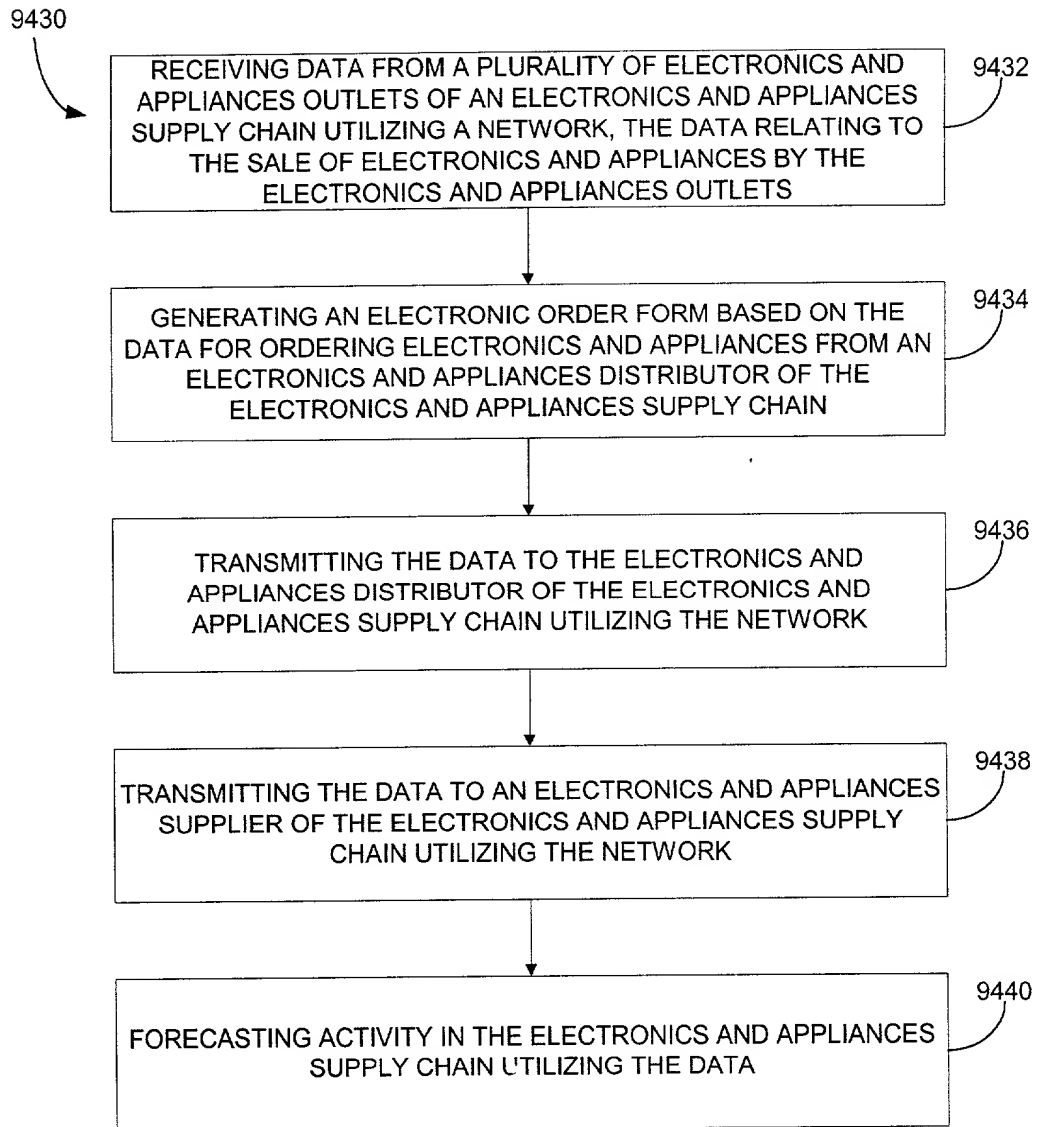 9430
RECEIVING DATA FROM A PLURALITY OF ELECTRONICS AND
APPLIANCES OUTLETS OF AN ELECTRONICS AND APPLIANCES
SUPPLY CHAIN UTILIZING A NETWORK, THE DATA RELATING TO
THE SALE OF ELECTRONICS AND APPLIANCES BY THE
ELECTRONICS AND APPLIANCES OUTLETS
9432
GENERATING AN ELECTRONIC ORDER FORM BASED ON THE
DATA FOR ORDERING ELECTRONICS AND APPLIANCES FROM AN
ELECTRONICS AND APPLIANCES DISTRIBUTOR OF THE
ELECTRONICS AND APPLIANCES SUPPLY CHAIN
9434
TRANSMITTING THE DATA TO THE ELECTRONICS AND
APPLIANCES DISTRIBUTOR OF THE ELECTRONICS AND
APPLIANCES SUPPLY CHAIN UTILIZING THE NETWORK
9436
TRANSMITTING THE DATA TO AN ELECTRONICS AND APPLIANCES
SUPPLIER OF THE ELECTRONICS AND APPLIANCES SUPPLY
CHAIN UTILIZING THE NETWORK
9438
FORECASTING ACTIVITY IN THE ELECTRONICS AND APPLIANCES
SUPPLY CHAIN UTILIZING THE DATA
9440